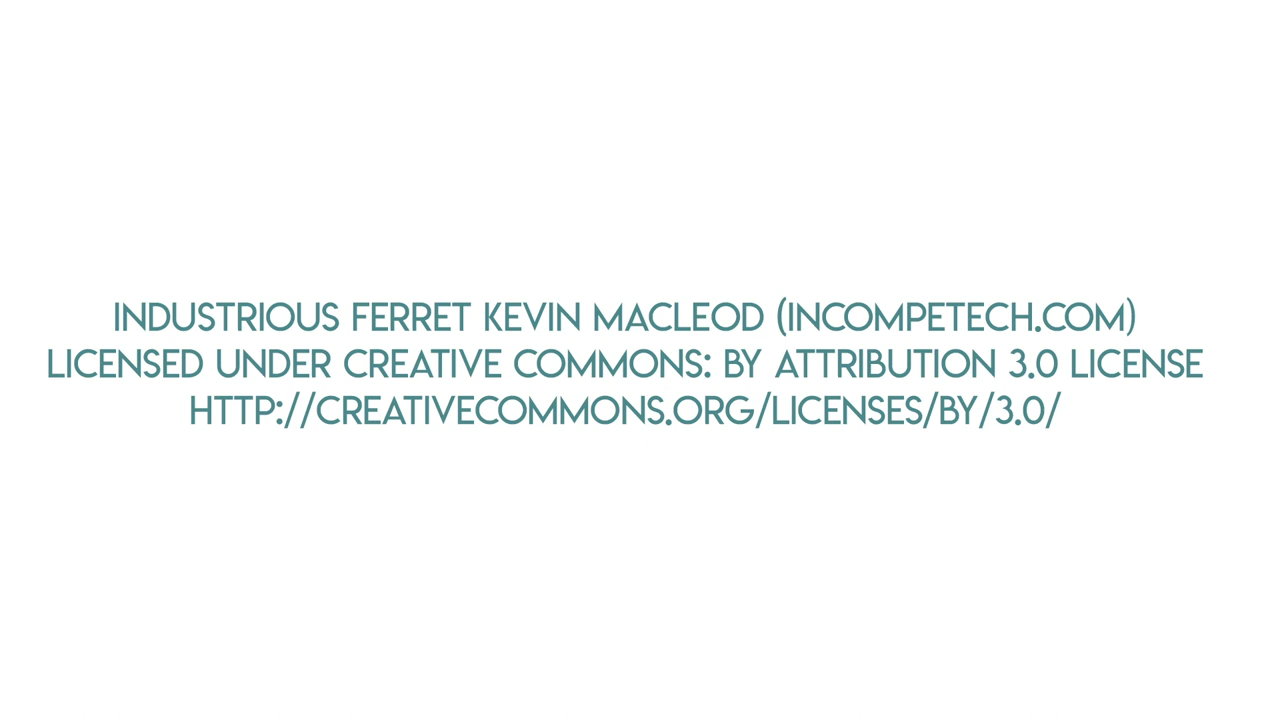 INDUSTRIOUS FERRET KEVIN MACLEOD (INCOMPETECH.COM)
LICENSED UNDER CREATIVE COMMONS: BY ATTRIBUTION 3.0 LICENSE
HTTP://CREATIVECOMMONS.ORG/LICENSES/BY/3.0/